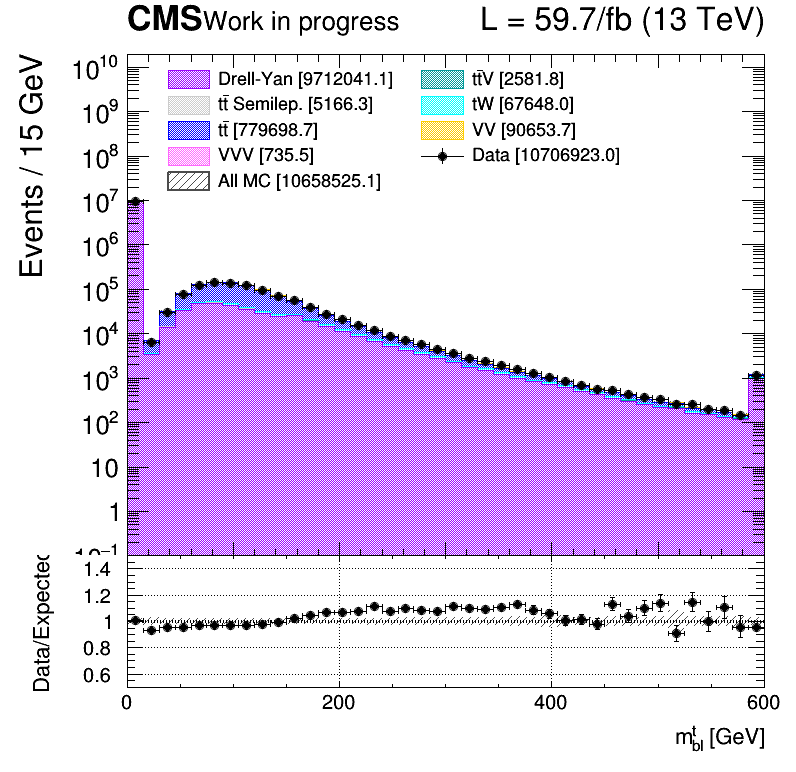 CMS Work in progress L = 59.7/fb (13 TeV)
Events / 15 GeV
10^10
10^9
10^8
10^7
10^6
10^5
10^4
10^3
10^2
10
1
10^-1
Drell-Yan [9712041.1]
tt̄ Semilep. [5166.3]
tt̄ [779698.7]
VVV [735.5]
All MC [10658525.1]
tt̄V [2581.8]
tW [67648.0]
VV [90653.7]
Data [10706923.0]
Data/Expected
1.4
1.2
1
0.8
0.6
0 200 400 600
m^t_bl [GeV]